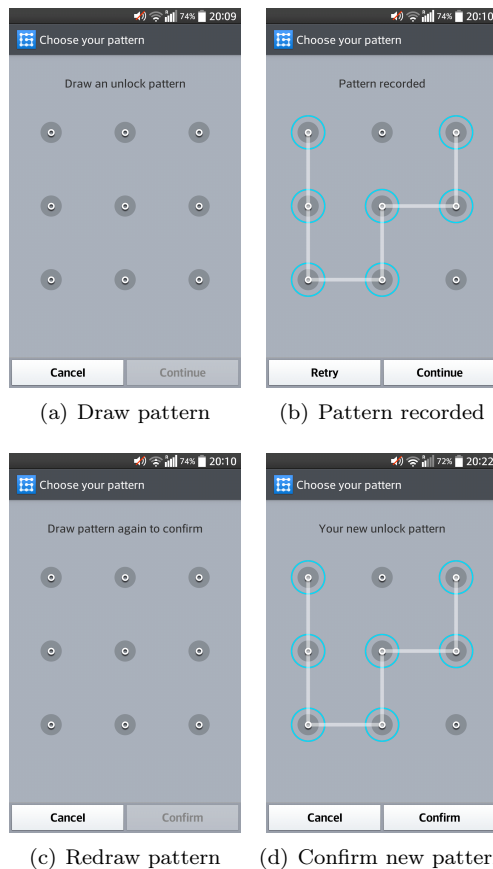 74% 20:09
Choose your pattern
Draw an unlock pattern
Cancel Continue
(a) Draw pattern
74% 20:10
Choose your pattern
Pattern recorded
Retry Continue
(b) Pattern recorded
74% 20:10
Choose your pattern
Draw pattern again to confirm
Cancel Confirm
(c) Redraw pattern
72% 20:22
Choose your pattern
Your new unlock pattern
Cancel Confirm
(d) Confirm new patter